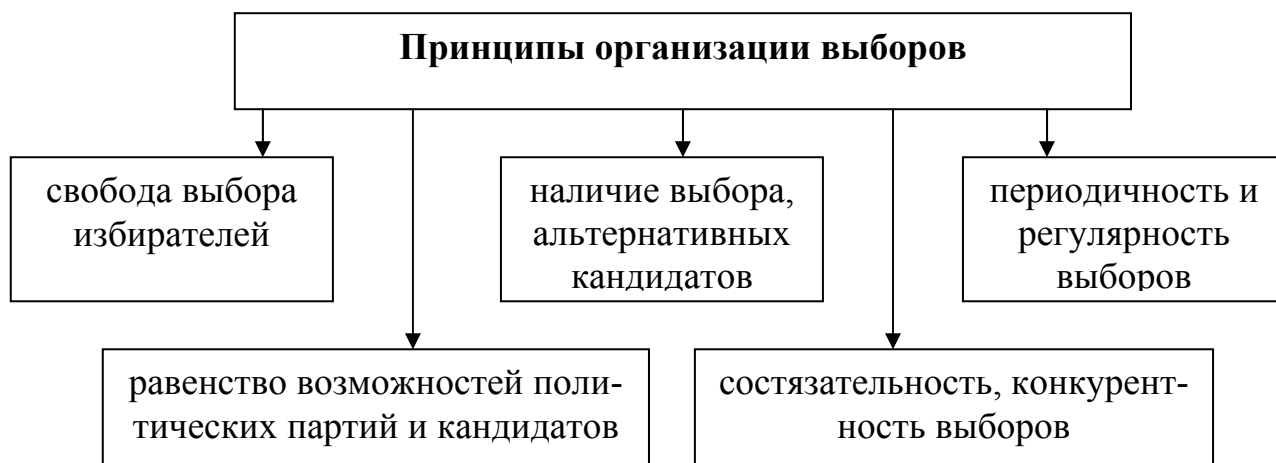 Принципы организации выборов
свобода выбора
избирателей
наличие выбора,
альтернативных
кандидатов
периодичность и
регулярность
выборов
равенство возможностей поли-
тических партий и кандидатов
состязательность, конкурент-
ность выборов